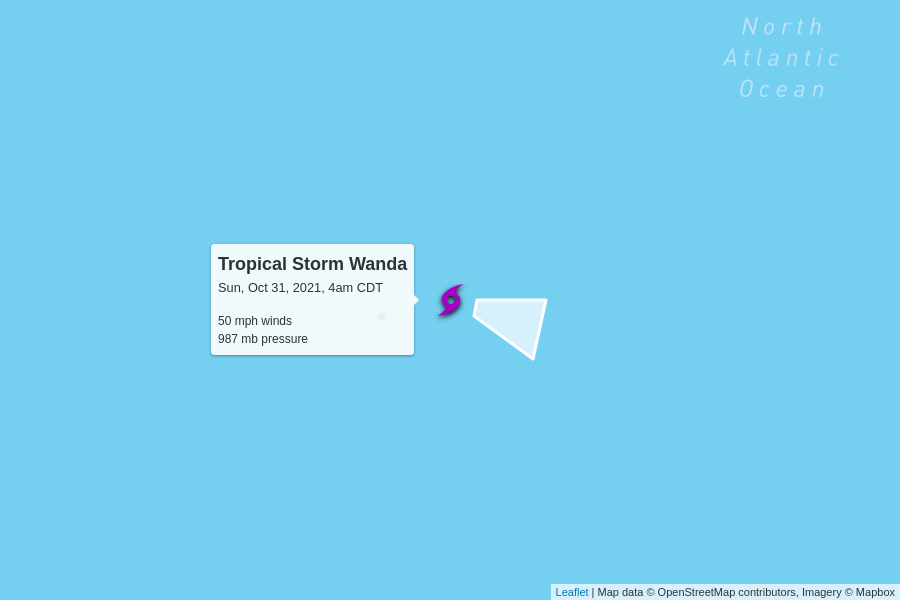 North
Atlantic
Ocean
Tropical Storm Wanda
Sun, Oct 31, 2021, 4am CDT
50 mph winds
987 mb pressure
Leaflet | Map data © OpenStreetMap contributors, Imagery © Mapbox